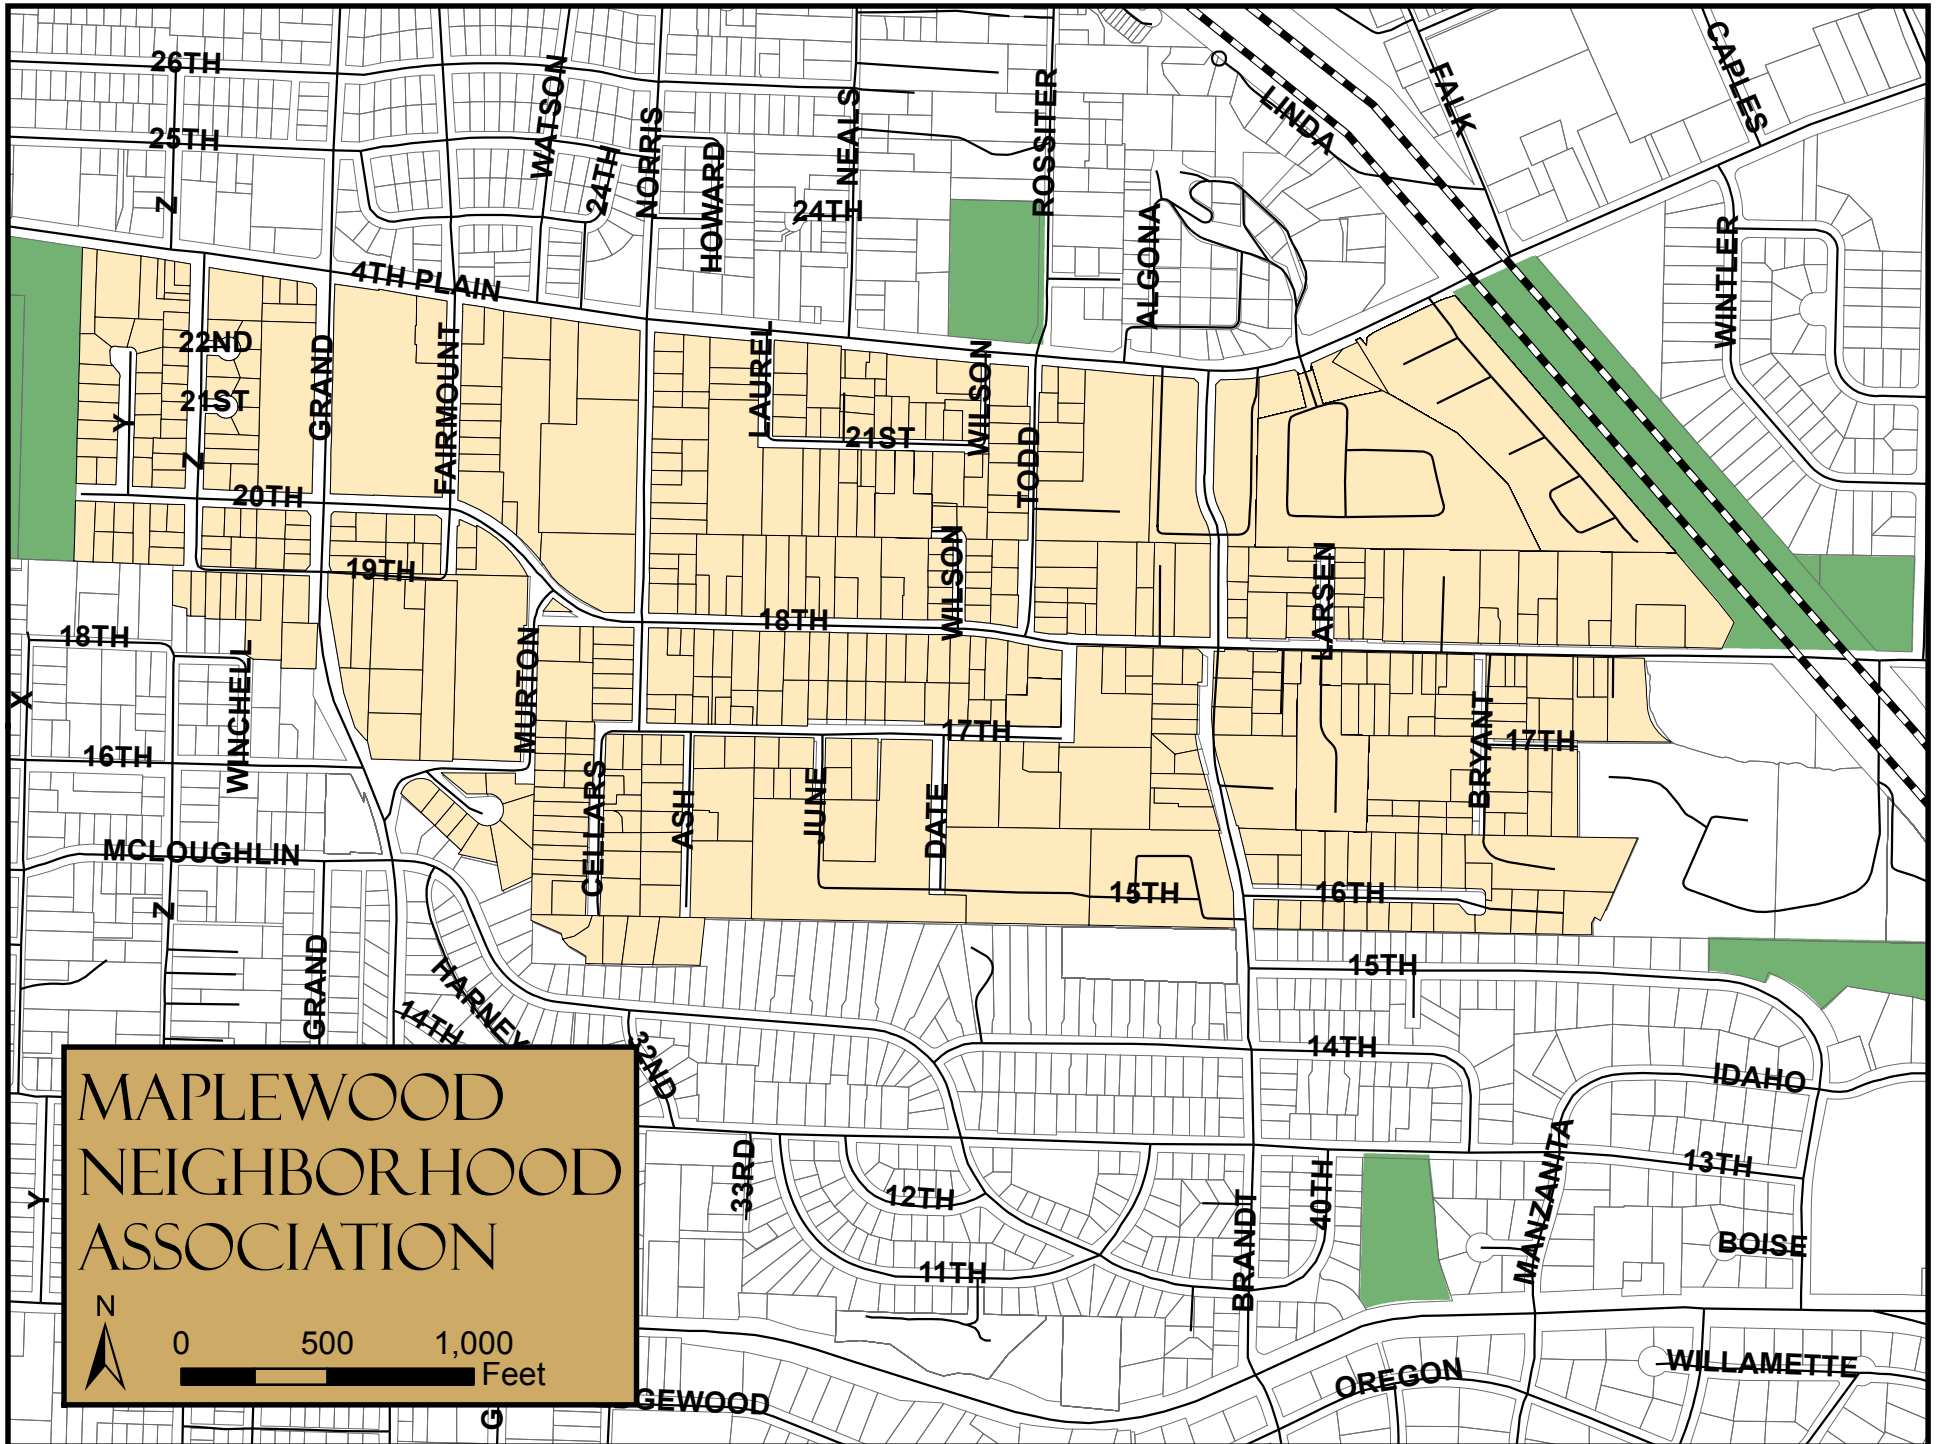 26TH
25TH
Z
WATSON
24TH
NORRIS
HOWARD
NEALS
24TH
ROSSITER
ALGONA
LINDA
FALK
CAPLES
WINTLER
4TH PLAIN
22ND
21ST
Y
Z
GRAND
FAIRMOUNT
LAUREL
21ST
WILSON
TODD
20TH
19TH
18TH
WILSON
LARSEN
18TH
X
WINCHELL
16TH
MURTON
17TH
BRYANT
17TH
CELLARS
ASH
JUNE
DATE
MCLOUGHLIN
Z
GRAND
15TH
16TH
15TH
HARNEY
14TH
32ND
14TH
IDAHO
13TH
MANZANITA
BOISE
33RD
12TH
11TH
BRANDT
40TH
Y
MAPLEWOOD
NEIGHBORHOOD
ASSOCIATION
N
0 500 1,000
Feet
G
GEWOOD
OREGON
WILLAMETTE